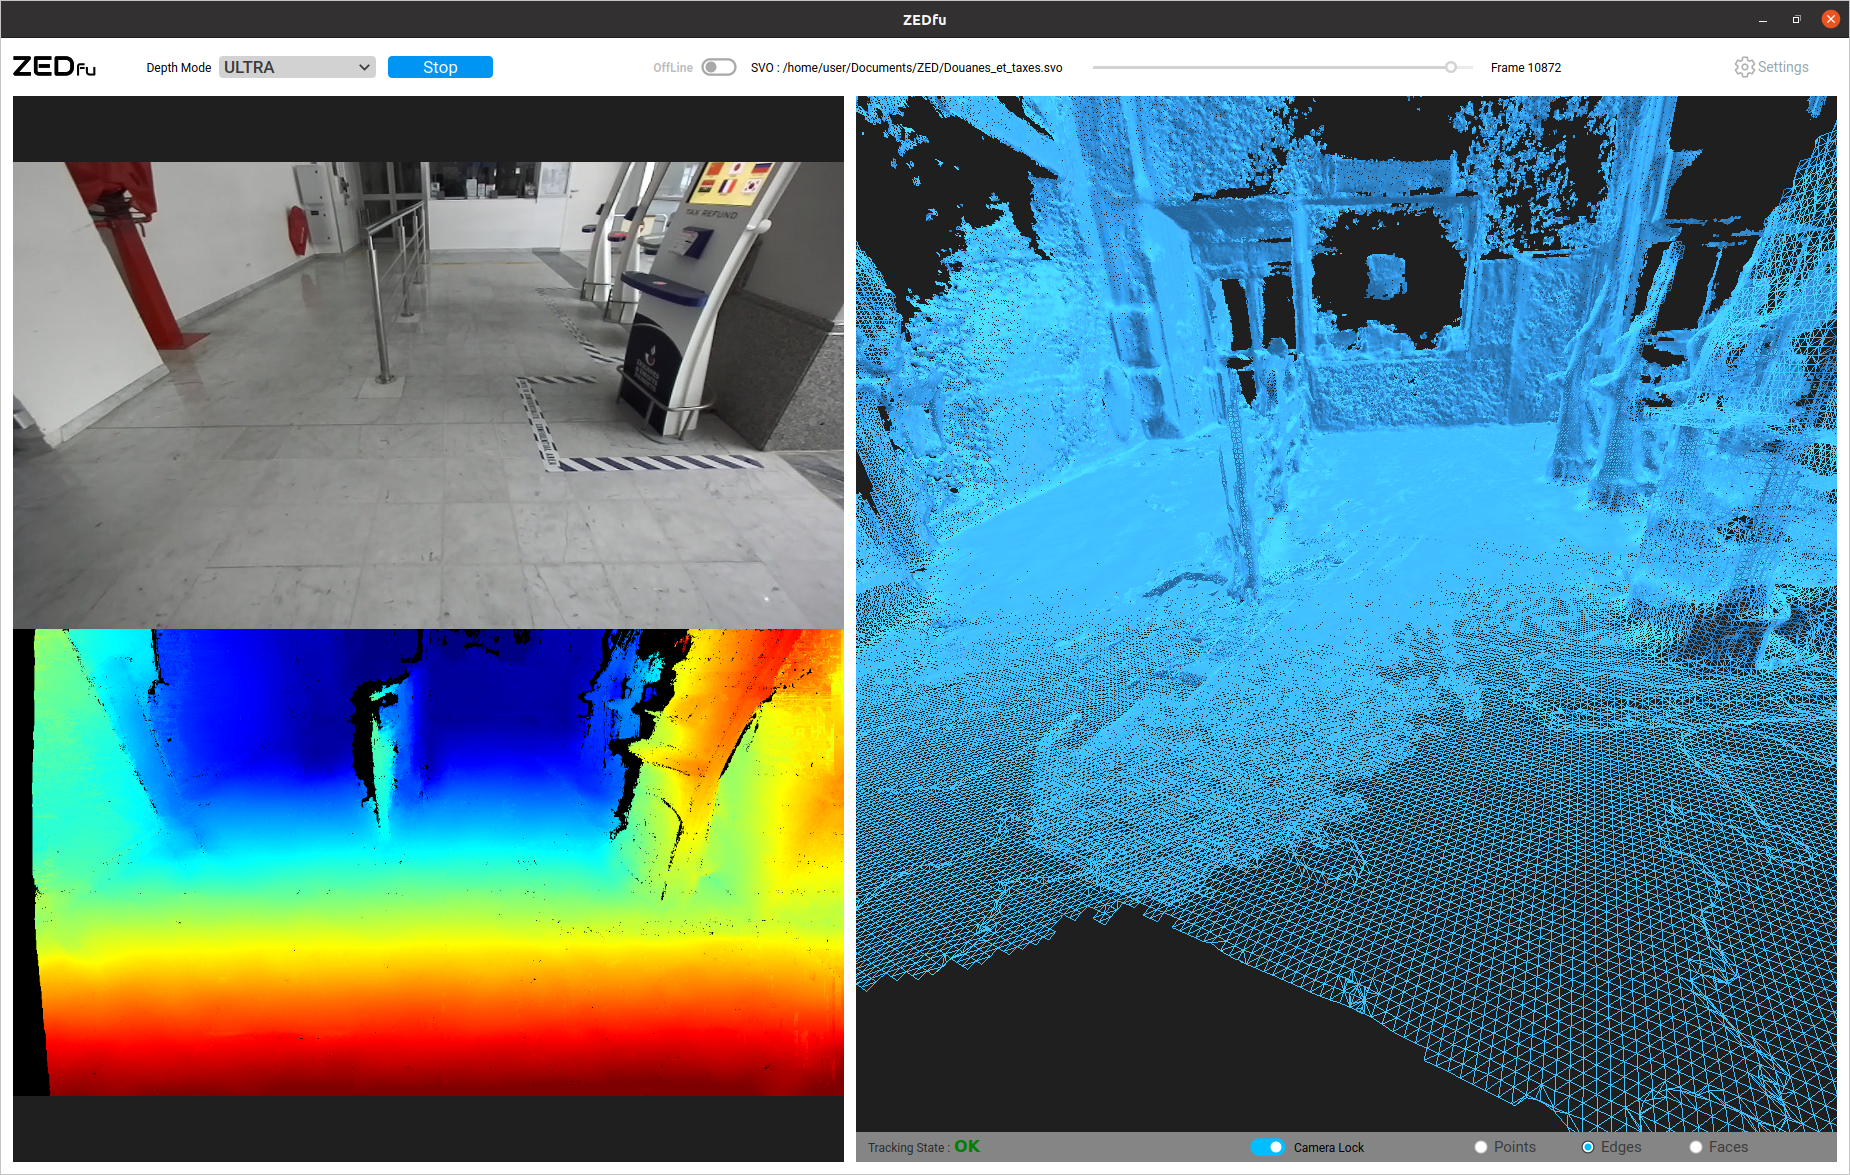 ZEDfu
ZEDfu
Depth Mode
ULTRA
Stop
OffLine
SVO : /home/user/Documents/ZED/Douanes_et_taxes.svo
Frame 10872
Settings
TAX REFUND
DOUANES
Tracking State : OK
Camera Lock
Points
Edges
Faces